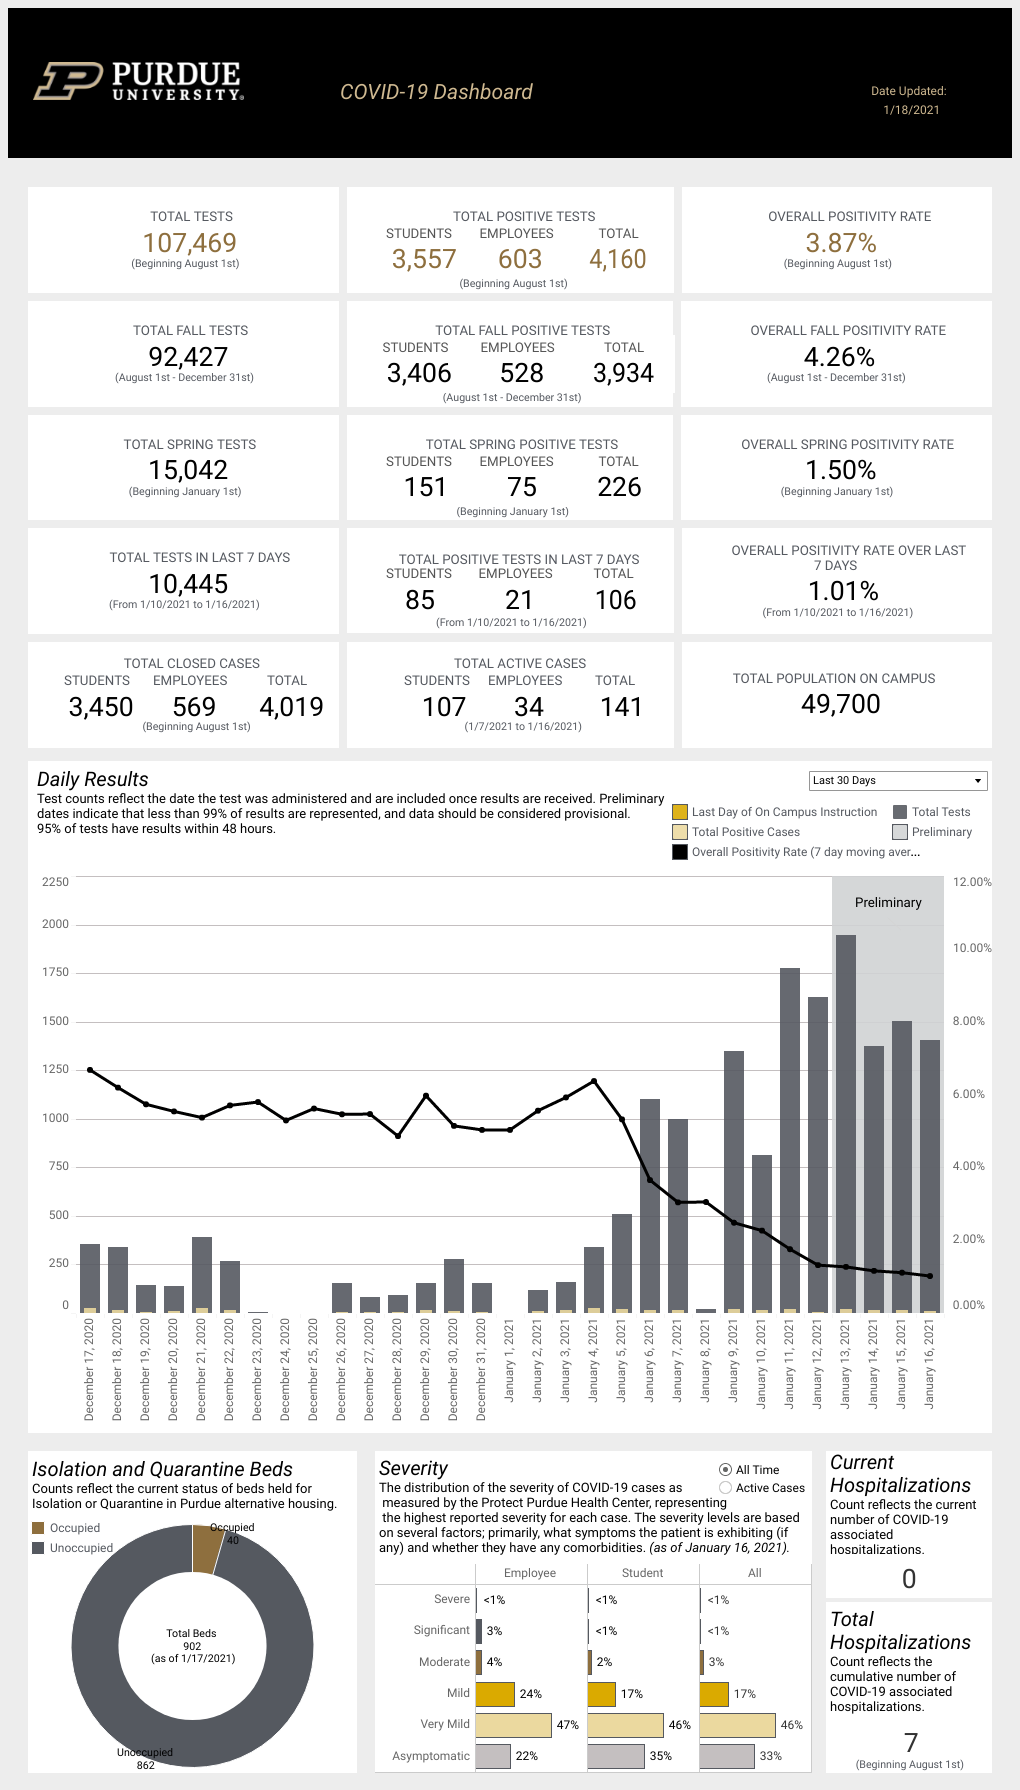 PURDUE
UNIVERSITY®
COVID-19 Dashboard
Date Updated:
1/18/2021
TOTAL TESTS
107,469
(Beginning August 1st)
TOTAL POSITIVE TESTS
STUDENTS EMPLOYEES TOTAL
3,557 603 4,160
(Beginning August 1st)
OVERALL POSITIVITY RATE
3.87%
(Beginning August 1st)
TOTAL FALL TESTS
92,427
(August 1st - December 31st)
TOTAL FALL POSITIVE TESTS
STUDENTS EMPLOYEES TOTAL
3,406 528 3,934
(August 1st - December 31st)
OVERALL FALL POSITIVITY RATE
4.26%
(August 1st - December 31st)
TOTAL SPRING TESTS
15,042
(Beginning January 1st)
TOTAL SPRING POSITIVE TESTS
STUDENTS EMPLOYEES TOTAL
151 75 226
(Beginning January 1st)
OVERALL SPRING POSITIVITY RATE
1.50%
(Beginning January 1st)
TOTAL TESTS IN LAST 7 DAYS
10,445
(From 1/10/2021 to 1/16/2021)
TOTAL POSITIVE TESTS IN LAST 7 DAYS
STUDENTS EMPLOYEES TOTAL
85 21 106
(From 1/10/2021 to 1/16/2021)
OVERALL POSITIVITY RATE OVER LAST
7 DAYS
1.01%
(From 1/10/2021 to 1/16/2021)
TOTAL CLOSED CASES
STUDENTS EMPLOYEES TOTAL
3,450 569 4,019
(Beginning August 1st)
TOTAL ACTIVE CASES
STUDENTS EMPLOYEES TOTAL
107 34 141
(1/7/2021 to 1/16/2021)
TOTAL POPULATION ON CAMPUS
49,700
Daily Results
Test counts reflect the date the test was administered and are included once results are received. Preliminary
dates indicate that less than 99% of results are represented, and data should be considered provisional.
95% of tests have results within 48 hours.
Last 30 Days
Last Day of On Campus Instruction Total Tests
Total Positive Cases Preliminary
Overall Positivity Rate (7 day moving aver...
2250 12.00%
Preliminary
2000
10.00%
1750
1500 8.00%
1250
6.00%
1000
750 4.00%
500
2.00%
250
0 0.00%
December 17, 2020
December 18, 2020
December 19, 2020
December 20, 2020
December 21, 2020
December 22, 2020
December 23, 2020
December 24, 2020
December 25, 2020
December 26, 2020
December 27, 2020
December 28, 2020
December 29, 2020
December 30, 2020
December 31, 2020
January 1, 2021
January 2, 2021
January 3, 2021
January 4, 2021
January 5, 2021
January 6, 2021
January 7, 2021
January 8, 2021
January 9, 2021
January 10, 2021
January 11, 2021
January 12, 2021
January 13, 2021
January 14, 2021
January 15, 2021
January 16, 2021
Isolation and Quarantine Beds
Counts reflect the current status of beds held for
Isolation or Quarantine in Purdue alternative housing.
Occupied
Unoccupied
Occupied
40
Total Beds
902
(as of 1/17/2021)
Unoccupied
862
Severity
All Time
Active Cases
The distribution of the severity of COVID-19 cases as
measured by the Protect Purdue Health Center, representing
the highest reported severity for each case. The severity levels are based
on several factors; primarily, what symptoms the patient is exhibiting (if
any) and whether they have any comorbidities. (as of January 16, 2021).
Employee Student All
Severe <1% <1% <1%
Significant 3% <1% <1%
Moderate 4% 2% 3%
Mild 24% 17% 17%
Very Mild 47% 46% 46%
Asymptomatic 22% 35% 33%
Current
Hospitalizations
Count reflects the current
number of COVID-19
associated
hospitalizations.
0
Total
Hospitalizations
Count reflects the
cumulative number of
COVID-19 associated
hospitalizations.
7
(Beginning August 1st)